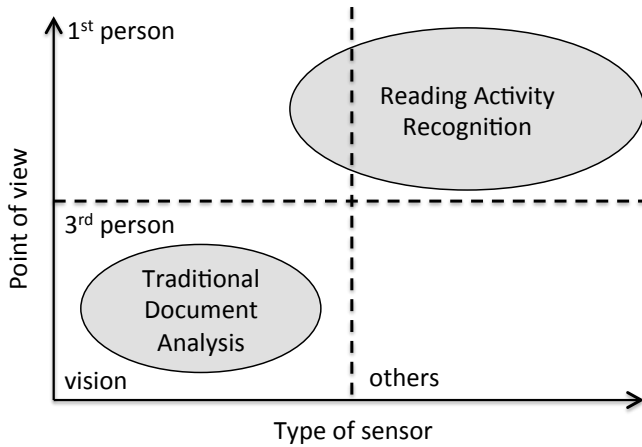 1st person
Reading Activity
Recognition
Point of view
3rd person
Traditional
Document
Analysis
vision
others
Type of sensor